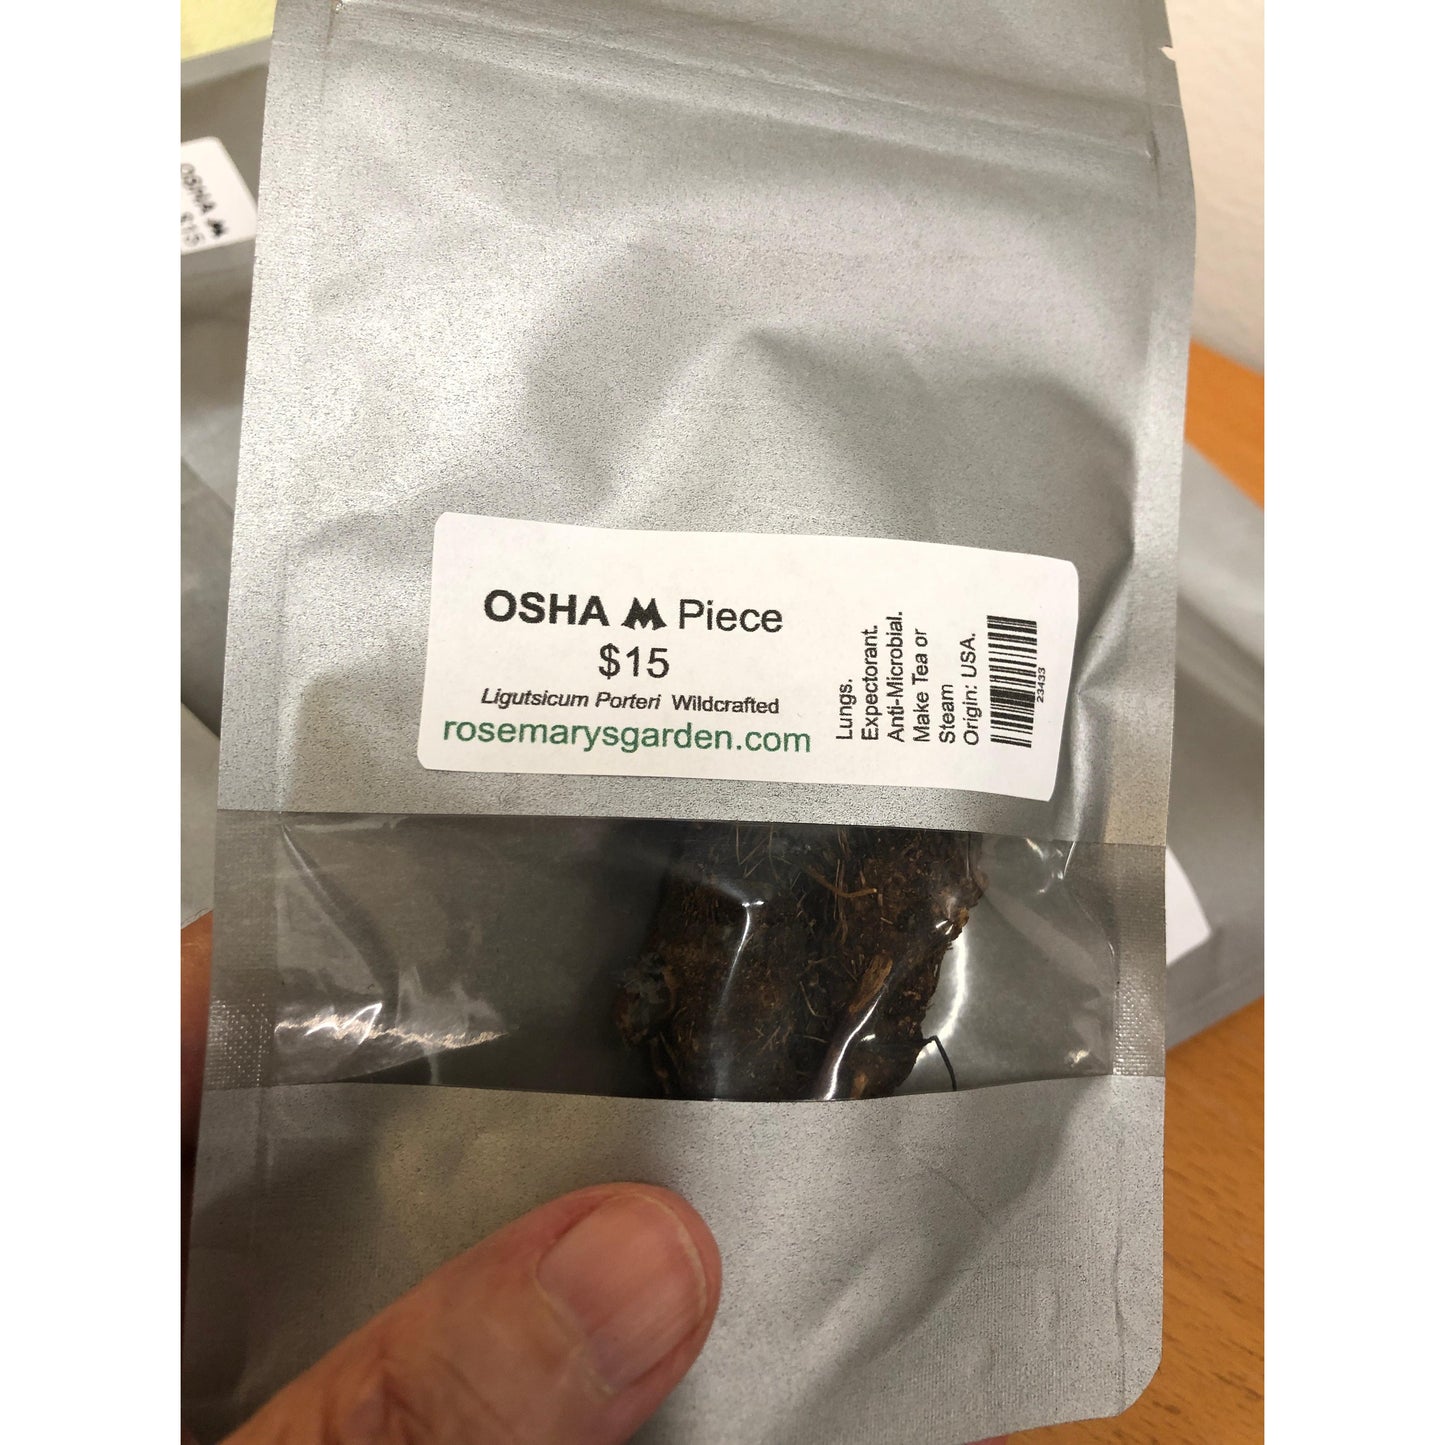 OSHA M
$15
OSHA M Piece
$15
Ligutsicum Porteri Wildcrafted
rosemarysgarden.com
Lungs.
Expectorant.
Anti-Microbial.
Make Tea or
Steam
Origin: USA.
23433